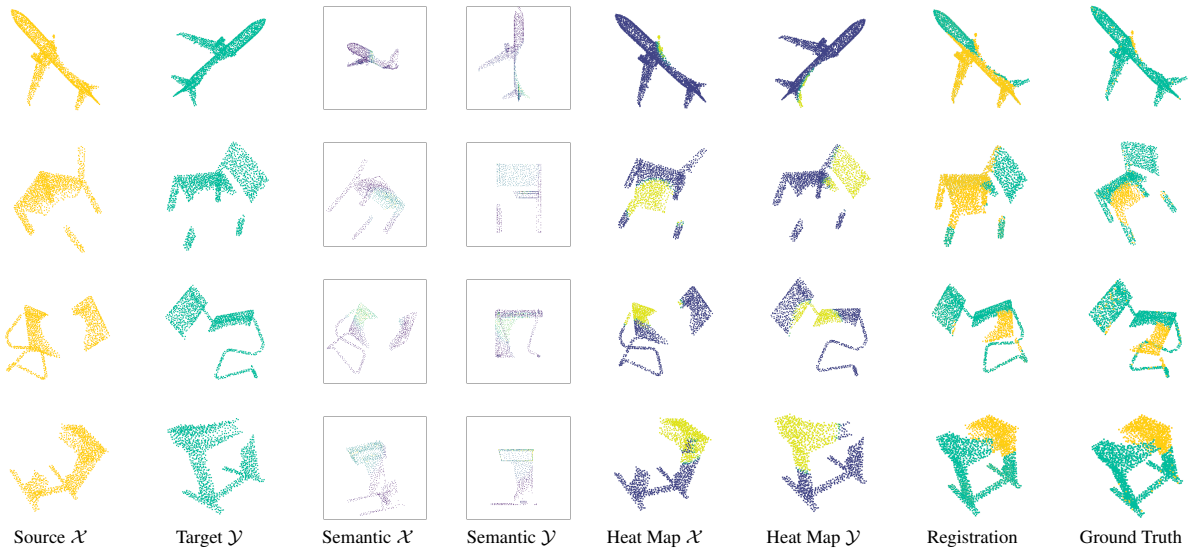 Source 𝒳 Target 𝒴 Semantic 𝒳 Semantic 𝒴 Heat Map 𝒳 Heat Map 𝒴 Registration Ground Truth